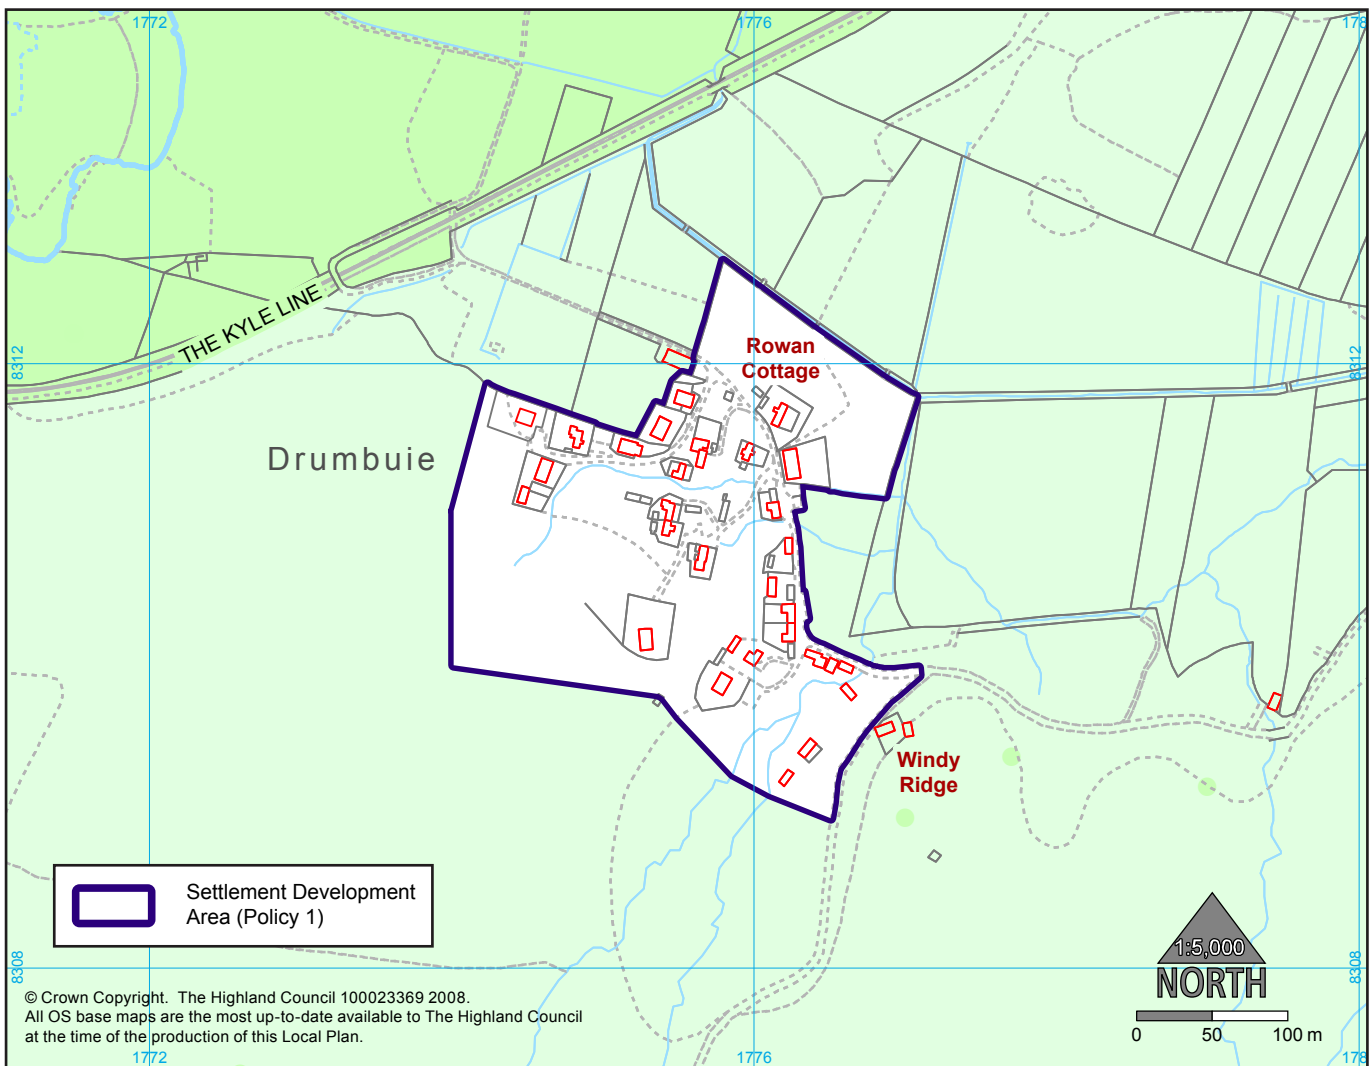 1772
1776
178
THE KYLE LINE
Rowan
Cottage
8312
8312
Drumbuie
Windy
Ridge
Settlement Development
Area (Policy 1)
1:5,000
NORTH
8308
8308
© Crown Copyright. The Highland Council 100023369 2008.
All OS base maps are the most up-to-date available to The Highland Council
at the time of the production of this Local Plan.
0 50 100 m
1772
1776
178